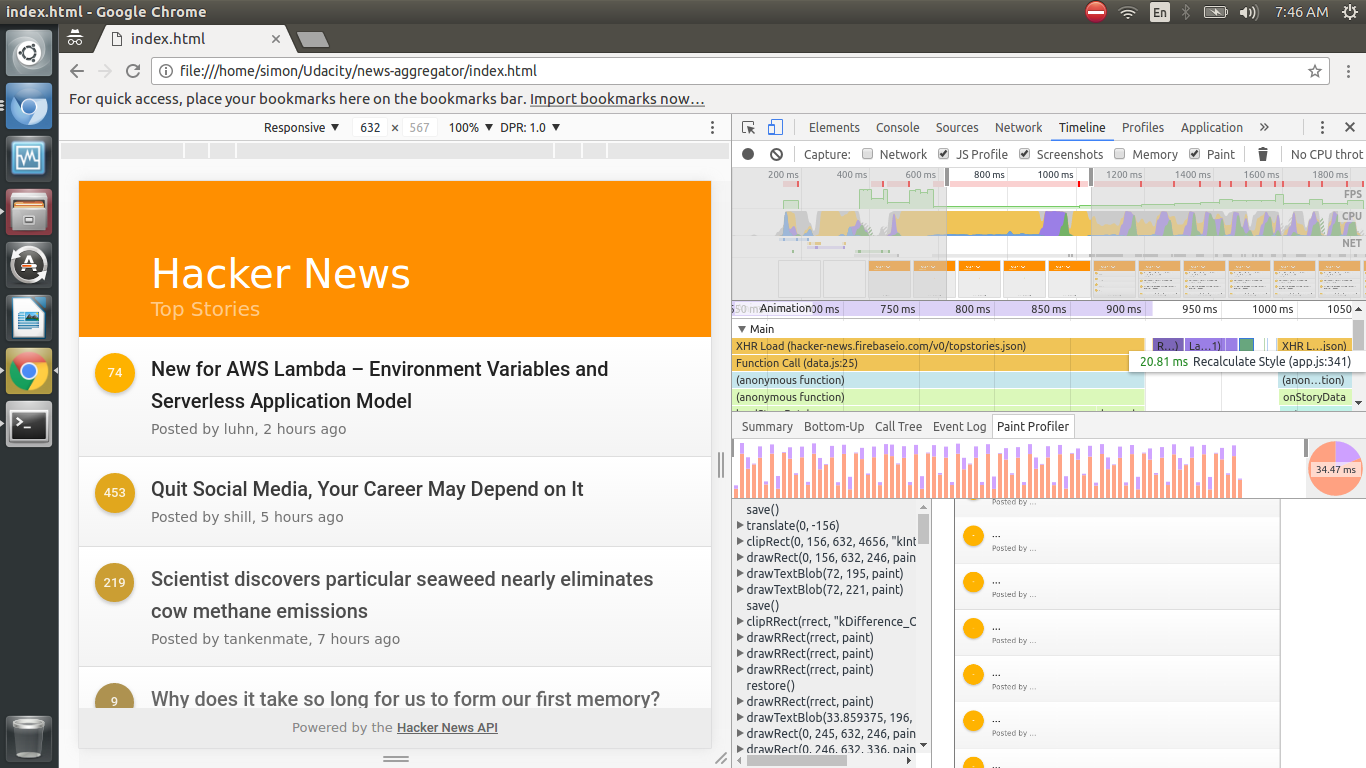 index.html - Google Chrome
En
7:46 AM
index.html
file:///home/simon/Udacity/news-aggregator/index.html
For quick access, place your bookmarks here on the bookmarks bar. Import bookmarks now…
Responsive ▼ 632 × 567 100% ▼ DPR: 1.0 ▼
Hacker News
Top Stories
74
New for AWS Lambda – Environment Variables and
Serverless Application Model
Posted by luhn, 2 hours ago
453
Quit Social Media, Your Career May Depend on It
Posted by shill, 5 hours ago
219
Scientist discovers particular seaweed nearly eliminates
cow methane emissions
Posted by tankenmate, 7 hours ago
9
Why does it take so long for us to form our first memory?
Powered by the Hacker News API
Elements Console Sources Network Timeline Profiles Application »
Capture: Network JS Profile Screenshots Memory Paint No CPU throt
200 ms 400 ms 600 ms 800 ms 1000 ms 1200 ms 1400 ms 1600 ms 1800 ms
FPS
CPU
NET
Animation 00 ms 750 ms 800 ms 850 ms 900 ms 950 ms 1000 ms 1050
▼ Main
XHR Load (hacker-news.firebaseio.com/v0/topstories.json) R…) La…1) XHR L…json)
Function Call (data.js:25)
20.81 ms Recalculate Style (app.js:341)
(anonymous function) (anon…tion)
(anonymous function) onStoryData
Summary Bottom-Up Call Tree Event Log Paint Profiler
34.47 ms
save()
translate(0, -156)
clipRect(0, 156, 632, 4656, "kInt
drawRect(0, 156, 632, 246, pain
drawTextBlob(72, 195, paint)
drawTextBlob(72, 221, paint)
save()
clipRRect(rrect, "kDifference_O
drawRRect(rrect, paint)
drawRRect(rrect, paint)
drawRRect(rrect, paint)
restore()
drawRRect(rrect, paint)
drawTextBlob(33.859375, 196,
drawRect(0, 245, 632, 246, pain
drawRect(0, 246, 632, 336, pain
Posted by ...
...
Posted by ...
...
Posted by ...
...
Posted by ...
...
Posted by ...
...
Posted by ...
...